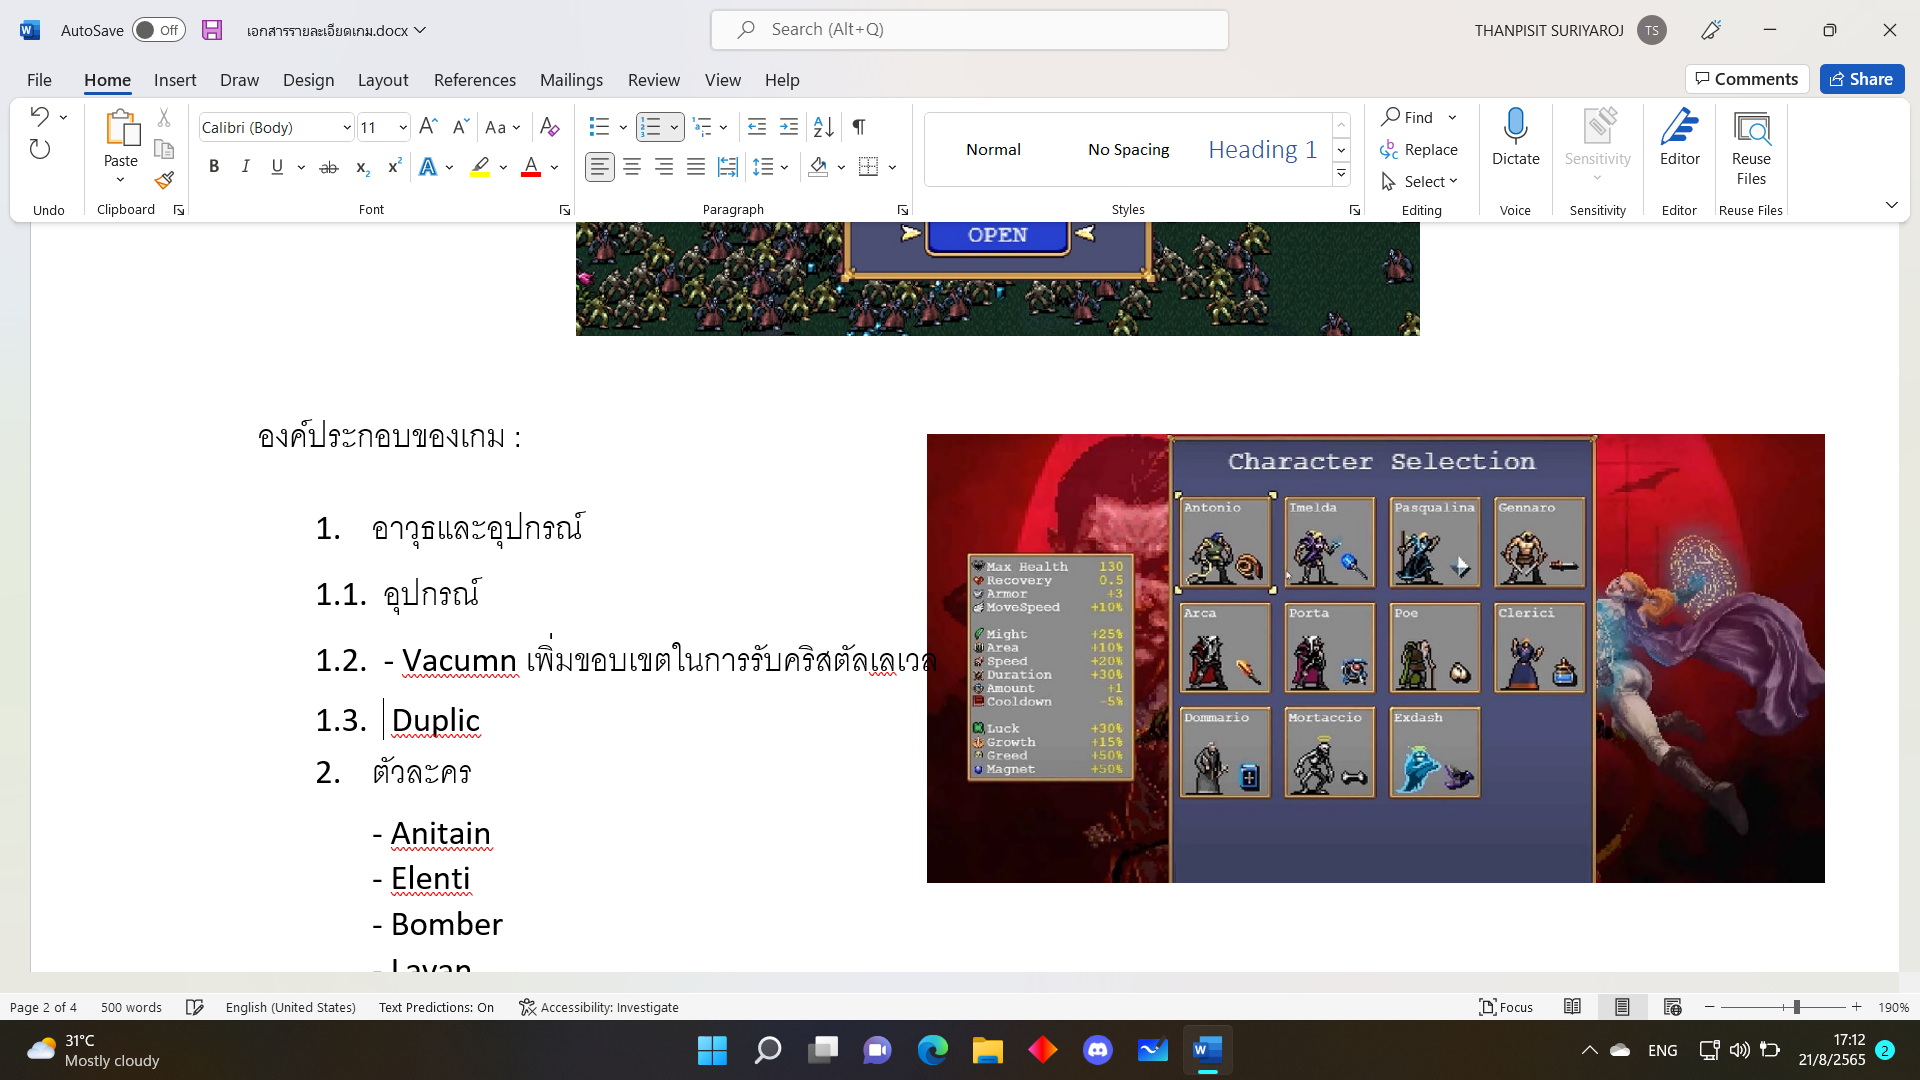 AutoSave Off เอกสารรายละเอียดเกม.docx Search (Alt+Q) THANPISIT SURIYAROJ TS
File Home Insert Draw Design Layout References Mailings Review View Help Comments Share
Paste Calibri (Body) 11 Aa Normal No Spacing Heading 1 Find Replace Select Dictate Sensitivity Editor Reuse Files
Undo Clipboard Font Paragraph Styles Editing Voice Sensitivity Editor Reuse Files
OPEN
องค์ประกอบของเกม :
1. อาวุธและอุปกรณ์
1.1. อุปกรณ์
1.2. - Vacumn เพิ่มขอบเขตในการรับคริสตัลเลเวล
1.3. Duplic
2. ตัวละคร
- Anitain
- Elenti
- Bomber
- Layan
Character Selection
Antonio Imelda Pasqualina Gennaro
Arca Porta Poe Clerici
Dommario Mortaccio Exdash
Max Health 130
Recovery 0.5
Armor +3
MoveSpeed +10%
Might +25%
Area +10%
Speed +20%
Duration +30%
Amount +1
Cooldown -5%
Luck +30%
Growth +15%
Greed +50%
Magnet +50%
Page 2 of 4 500 words English (United States) Text Predictions: On Accessibility: Investigate Focus 190%
31°C
Mostly cloudy
ENG
17:12
21/8/2565
2